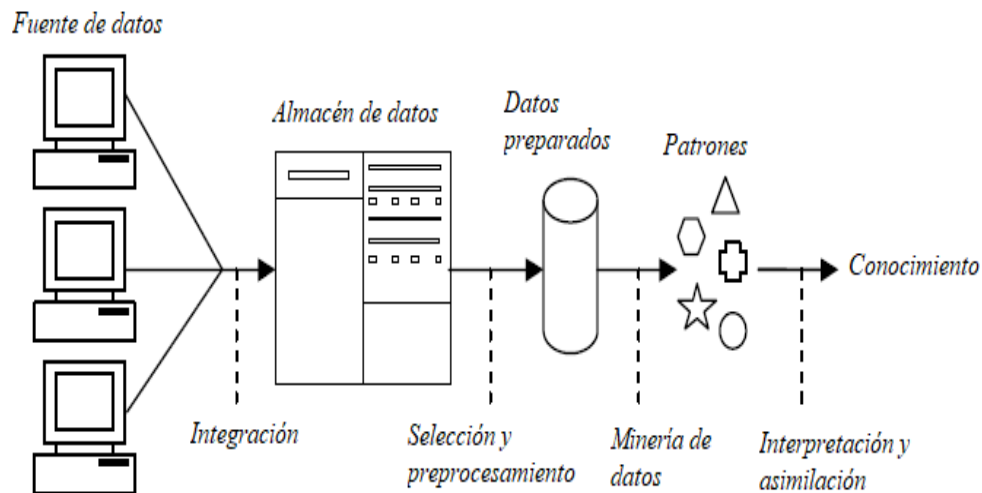 Fuente de datos
Almacén de datos
Datos
preparados
Patrones
Conocimiento
Integración
Selección y
preprocesamiento
Minería de
datos
Interpretación y
asimilación